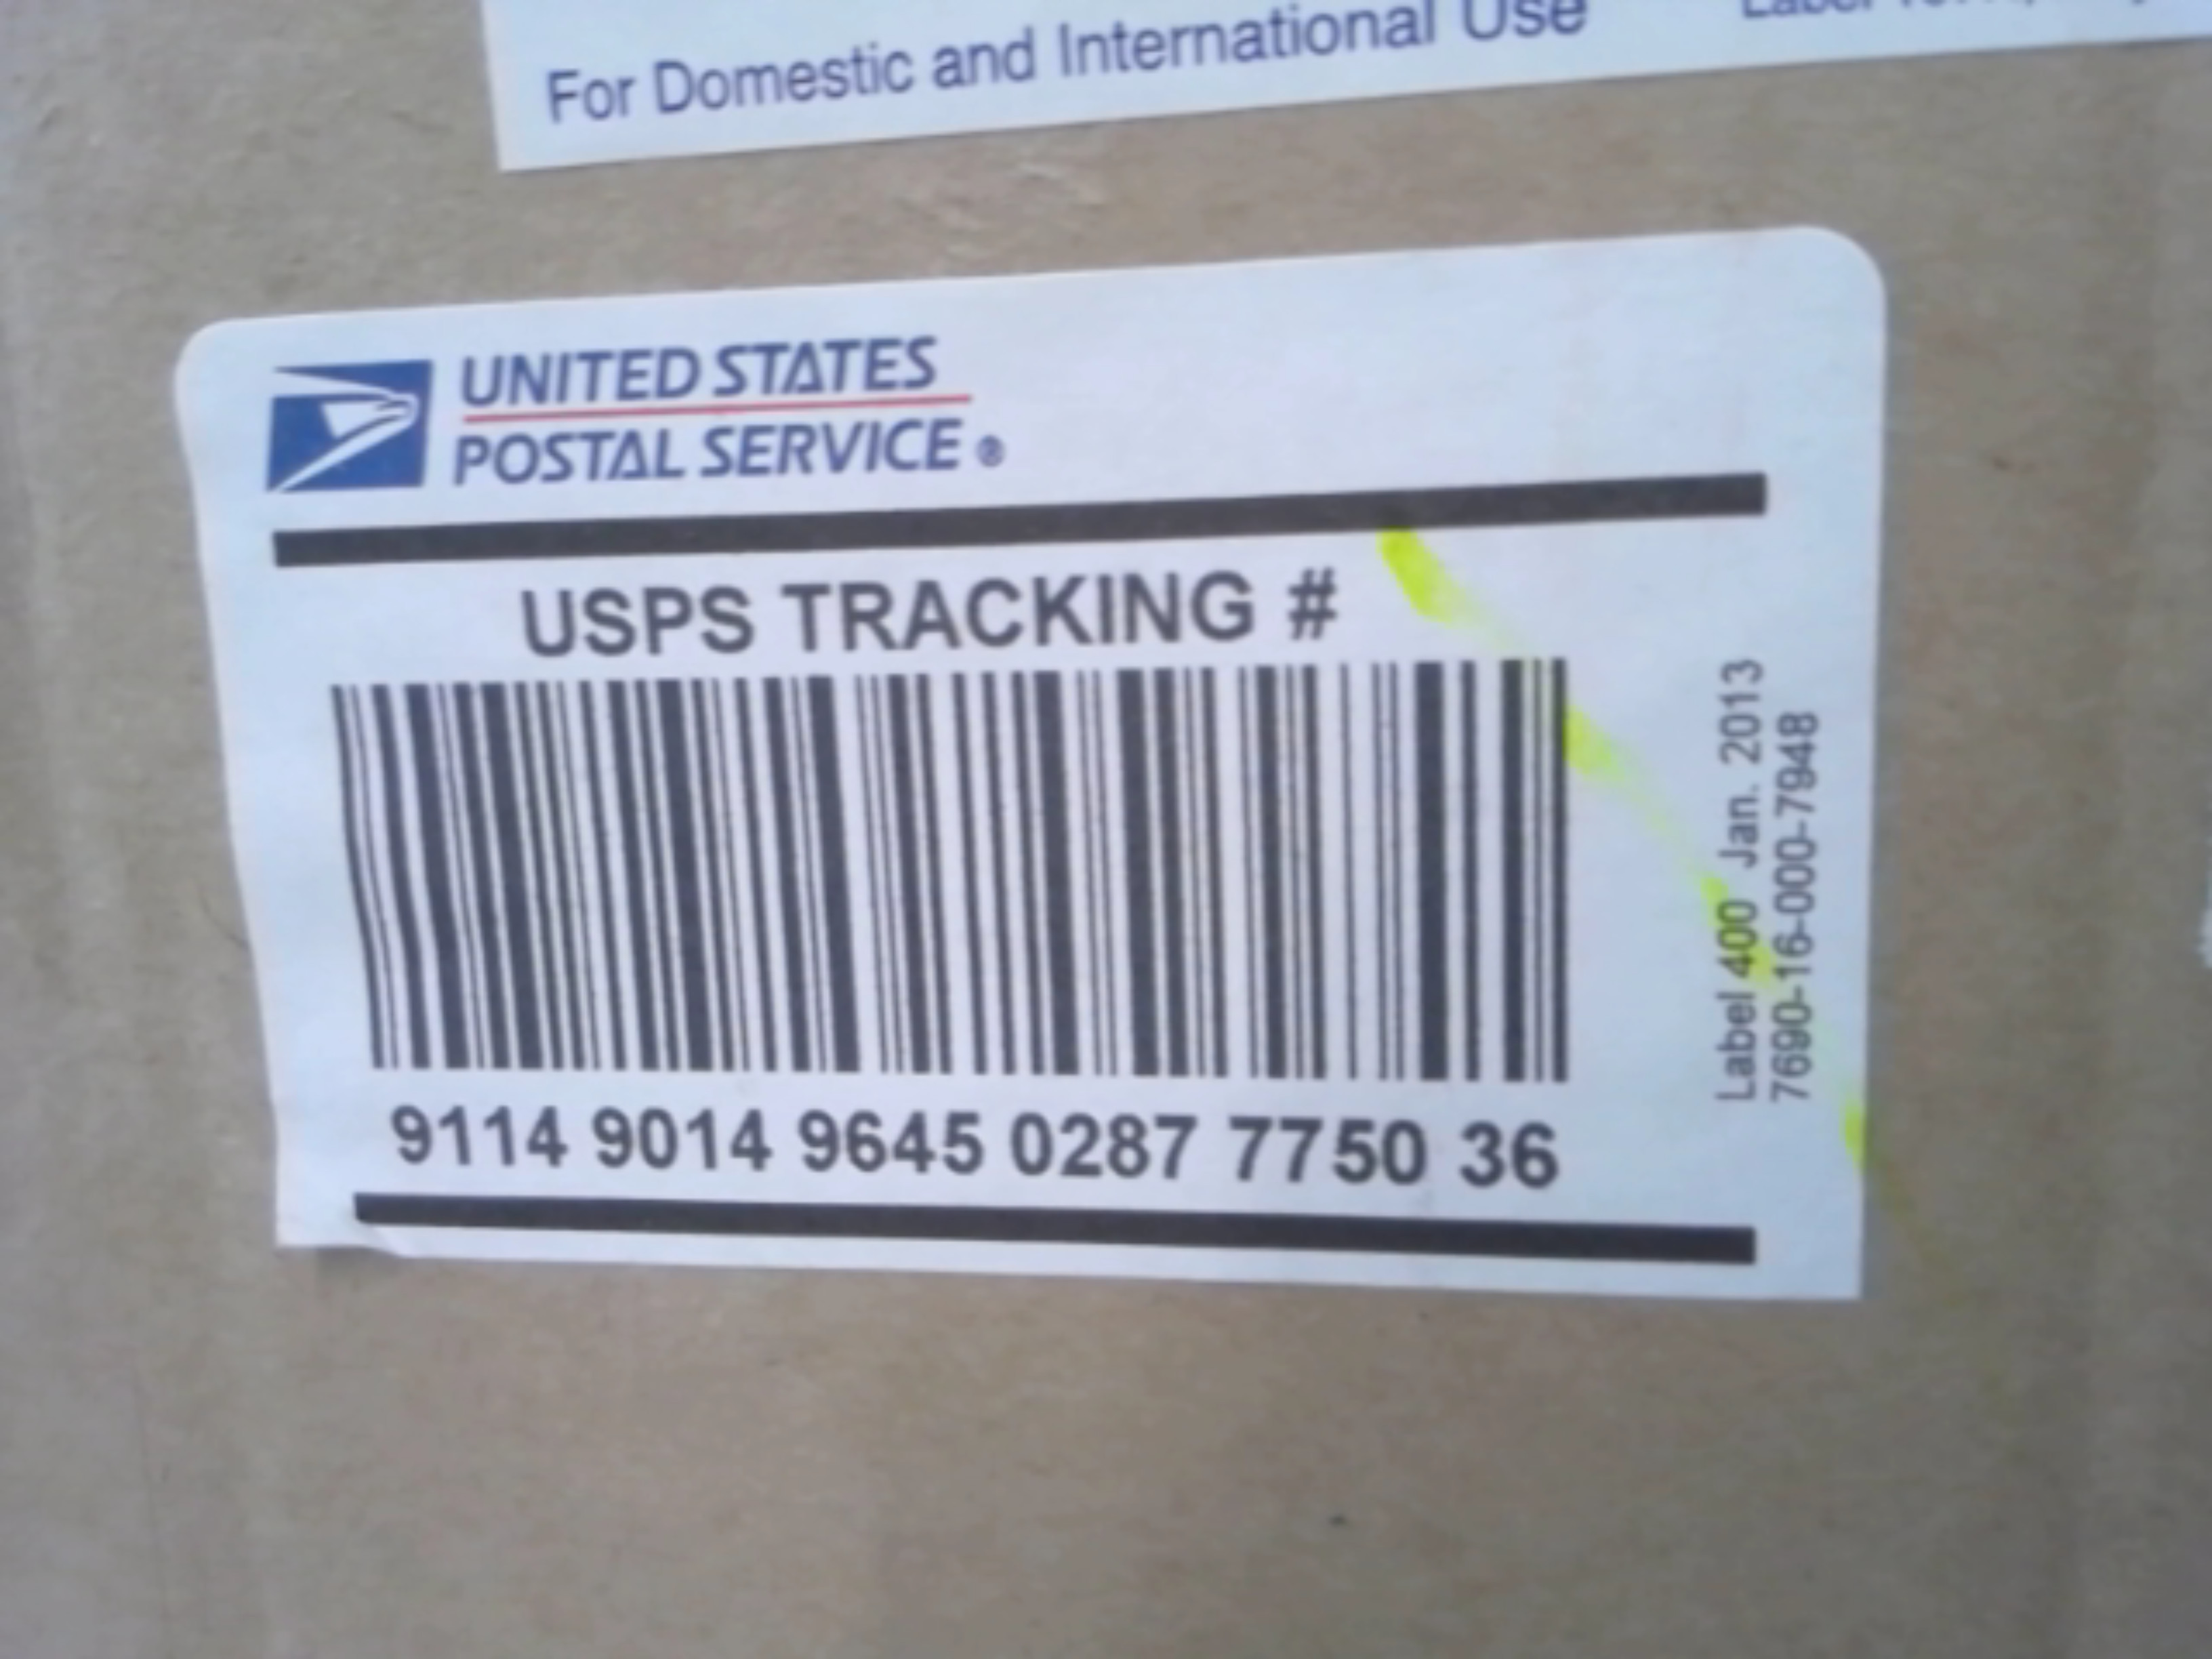 For Domestic and International Use
UNITED STATES
POSTAL SERVICE®
USPS TRACKING #
9114 9014 9645 0287 7750 36
Label 400 Jan. 2013
7690-16-000-7948